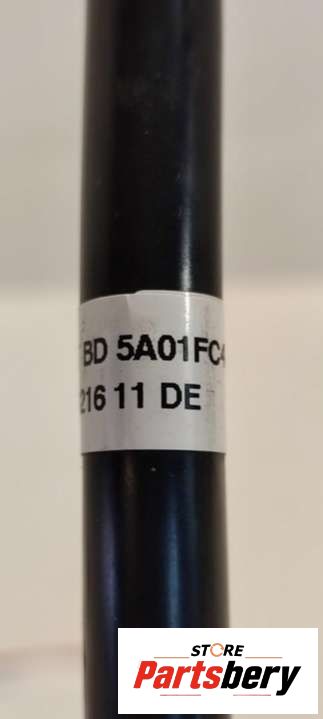 BD 5A01FC4
216 11 DE
STORE
Partsbery